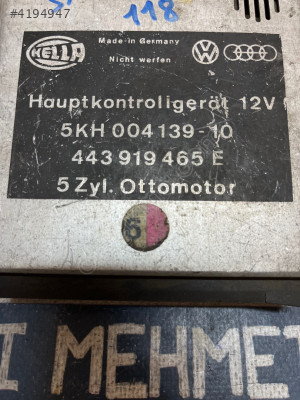 #4194947
118
HELLA
Made in Germany
Nicht werfen
Hauptkontrollgerät 12V
5KH 004 139-10
443 919 465 E
5 Zyl. Ottomotor
6
I MEHMET